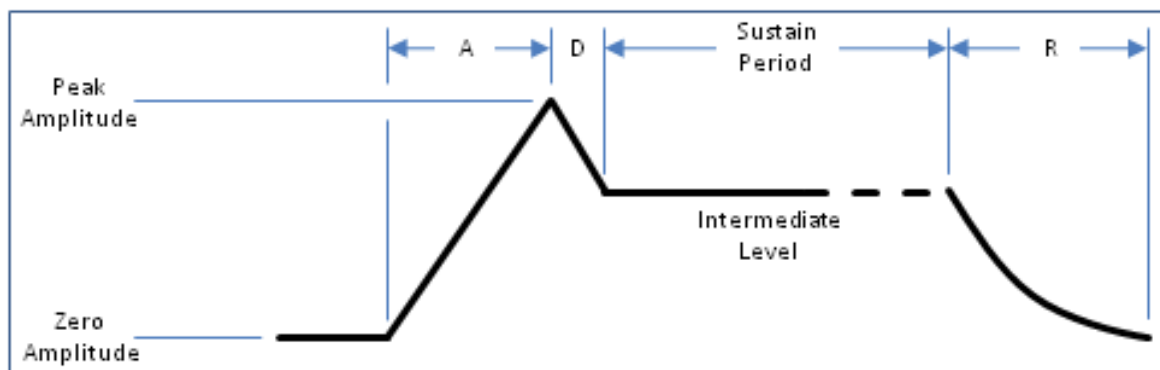 A
D
Sustain
Period
R
Peak
Amplitude
Intermediate
Level
Zero
Amplitude